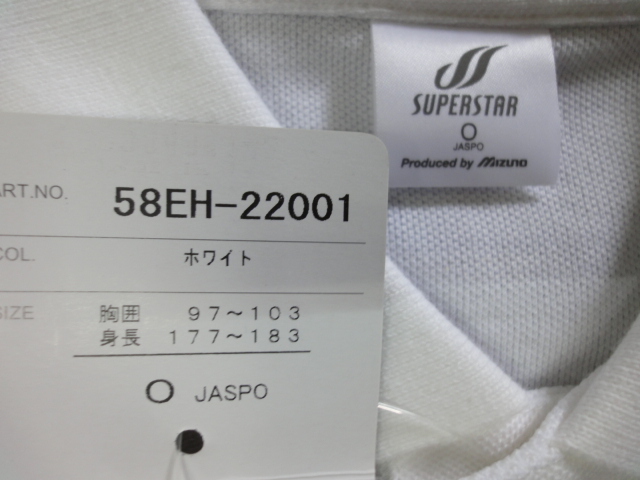 SUPERSTAR
O
JASPO
Produced by Mizuno
ART.NO. 58EH-22001
COL. ホワイト
SIZE 胸囲 97～103
身長 177～183
O JASPO